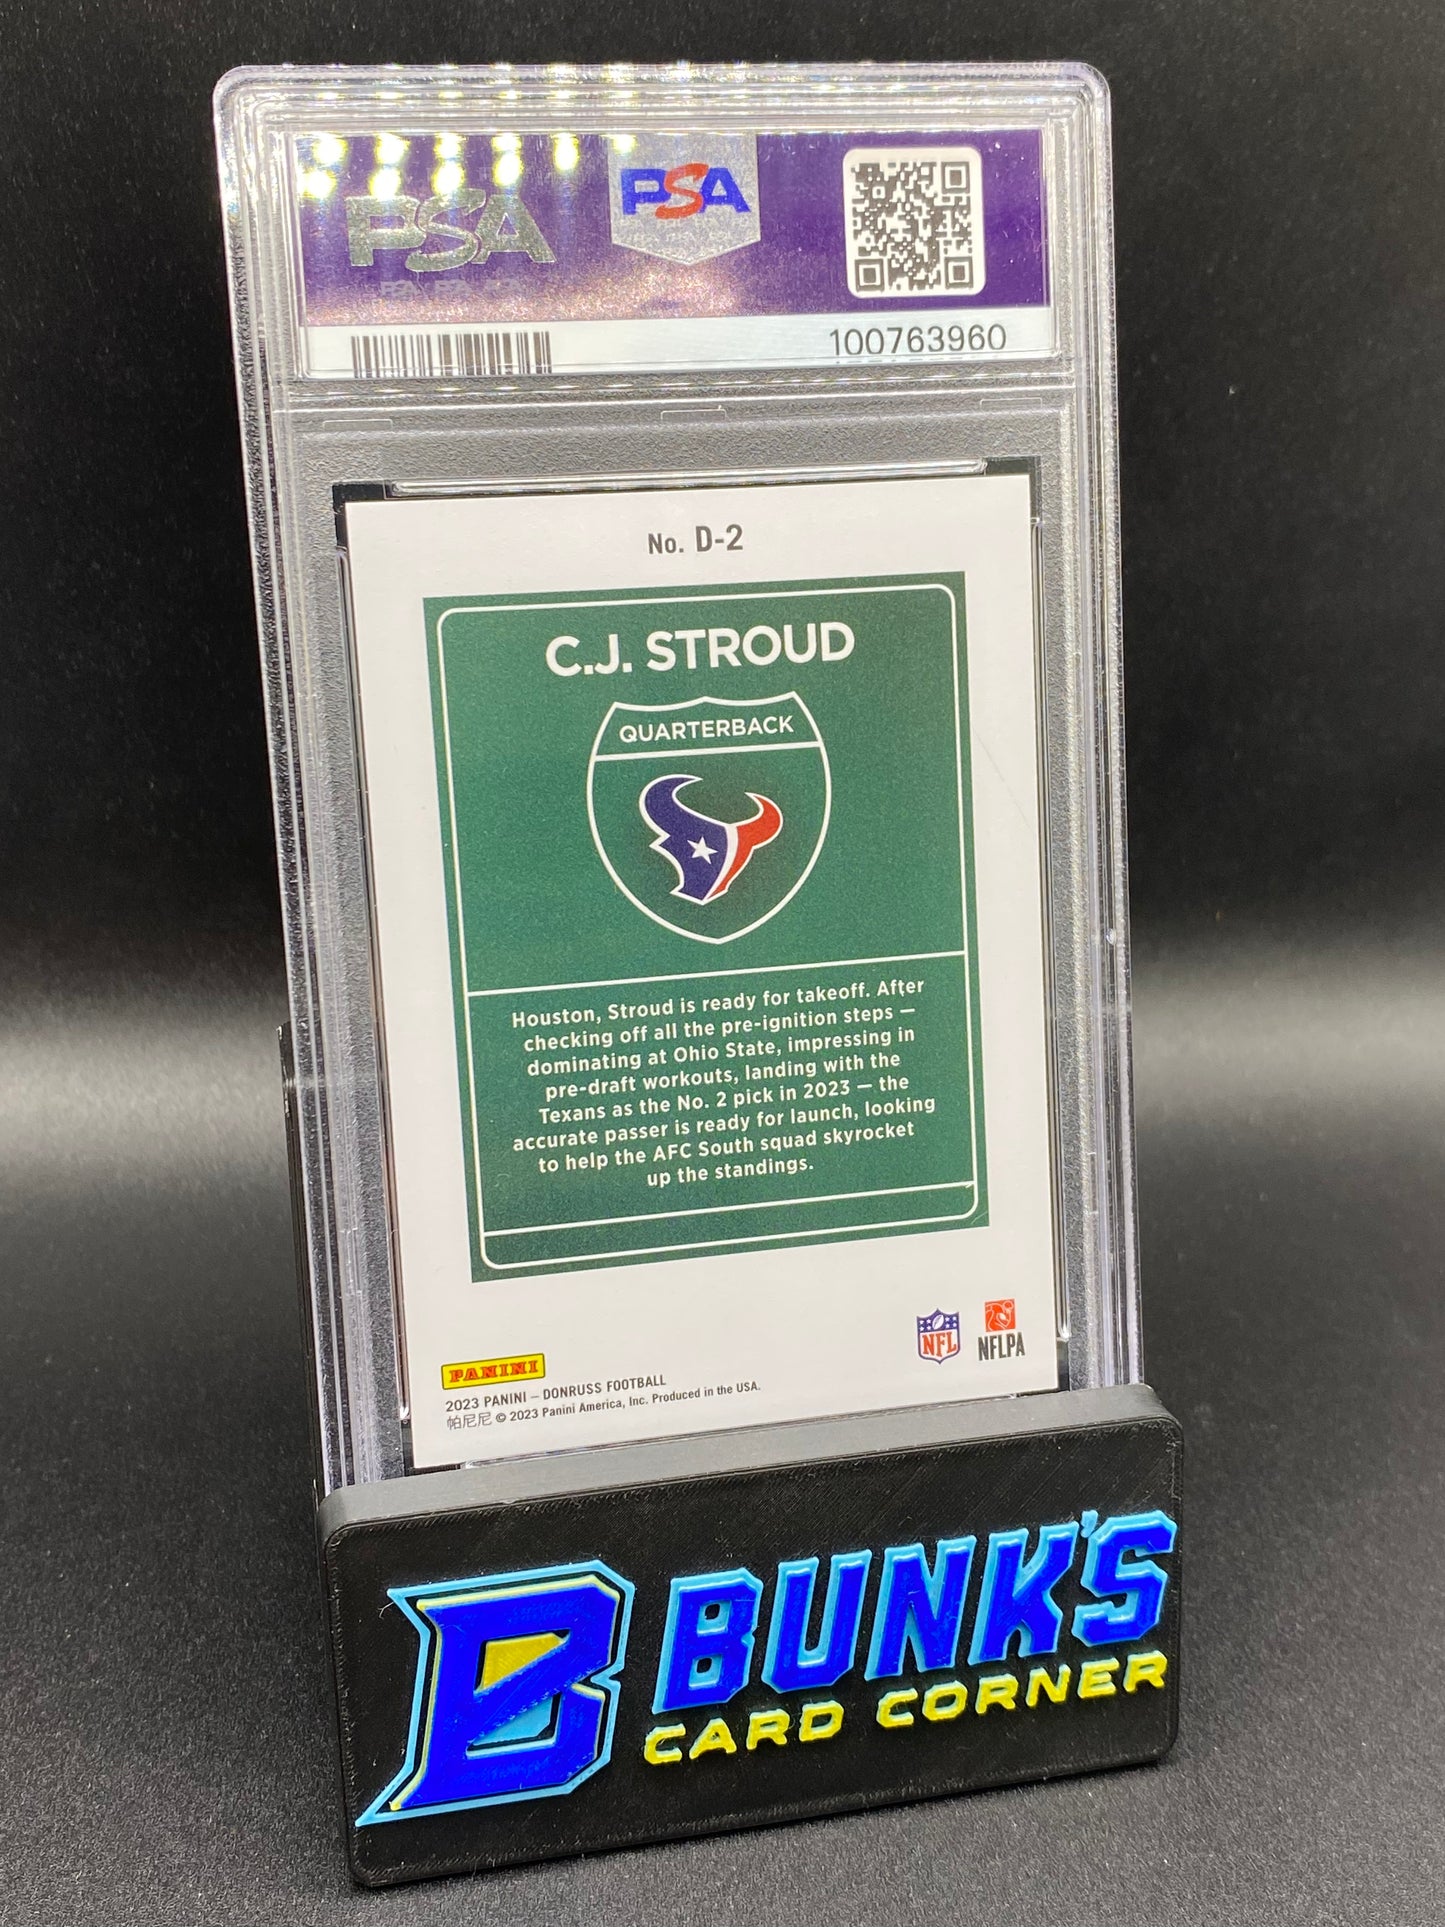 PSA
PSA
100763960
No. D-2
C.J. STROUD
QUARTERBACK
Houston, Stroud is ready for takeoff. After
checking off all the pre-ignition steps —
dominating at Ohio State, impressing in
pre-draft workouts, landing with the
Texans as the No. 2 pick in 2023 — the
accurate passer is ready for launch, looking
to help the AFC South squad skyrocket
up the standings.
NFL
NFLPA
PANINI
2023 PANINI – DONRUSS FOOTBALL
帕尼尼 © 2023 Panini America, Inc. Produced in the USA.
B BUNK'S
CARD CORNER